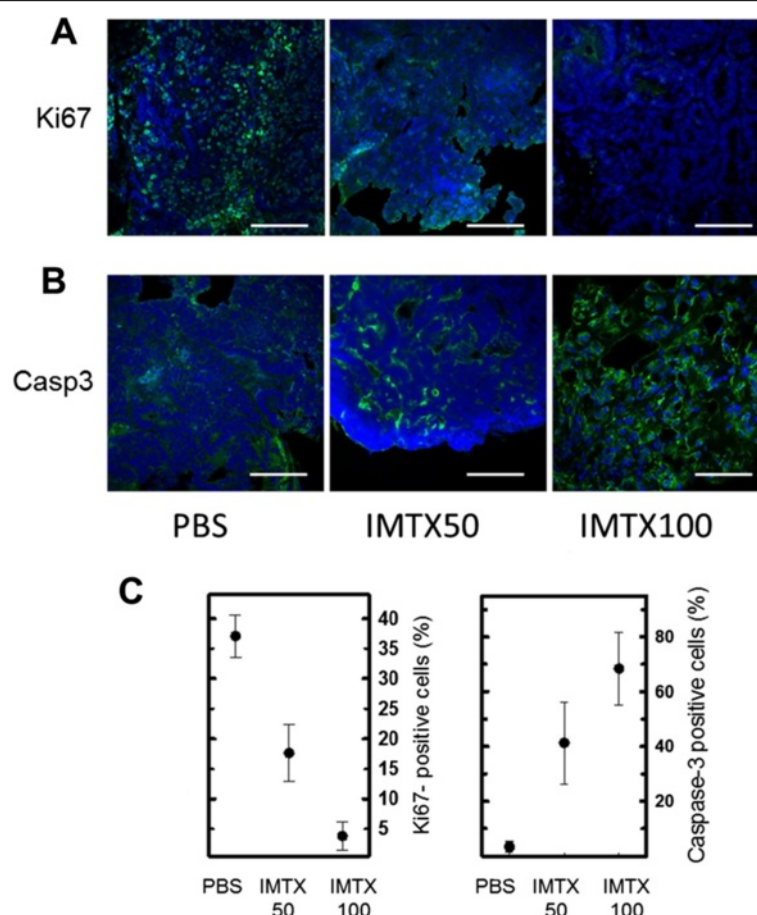 A
Ki67
B
Casp3
PBS IMTX50 IMTX100
C
40
35
30
25
20
15
10
5
Ki67- positive cells (%)
80
60
40
20
Caspase-3 positive cells (%)
PBS IMTX IMTX
50 100
PBS IMTX IMTX
50 100